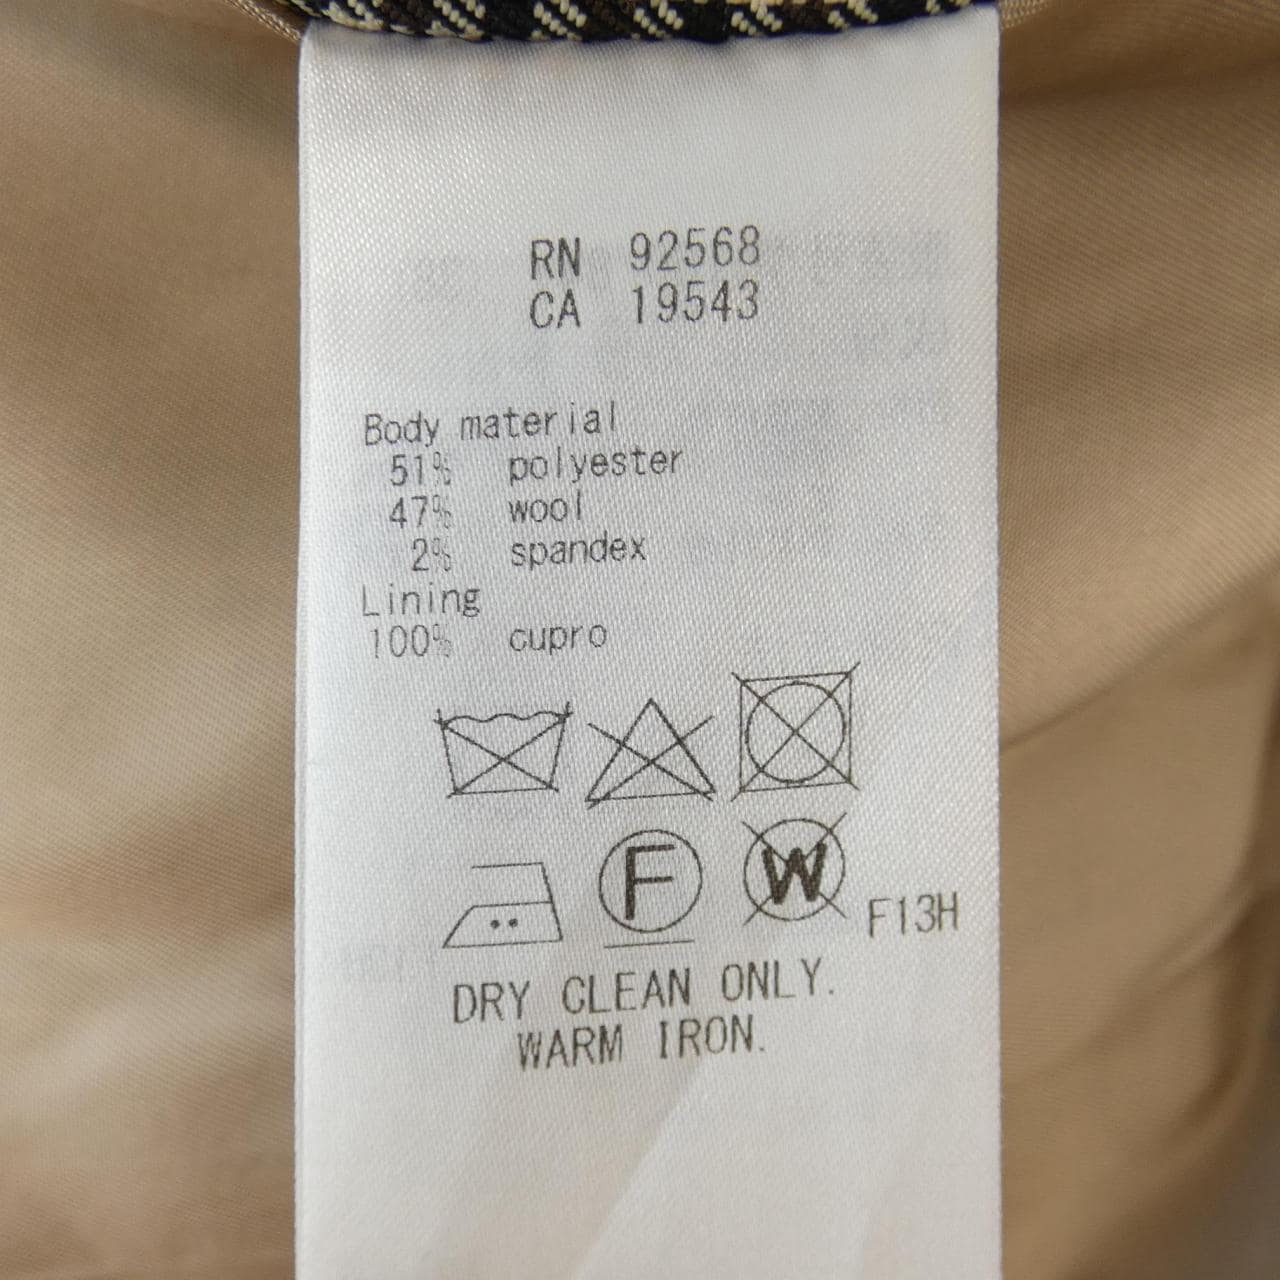 RN 92568
CA 19543
Body material
51% polyester
47% wool
2% spandex
Lining
100% cupro
F W F13H
DRY CLEAN ONLY.
WARM IRON.